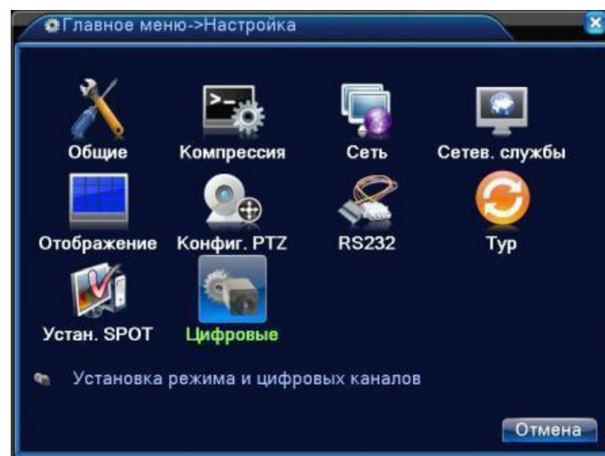 Главное меню->Настройка
Общие Компрессия Сеть Сетев. службы
Отображение Конфиг. PTZ RS232 Тур
Устан. SPOT Цифровые
Установка режима и цифровых каналов
Отмена